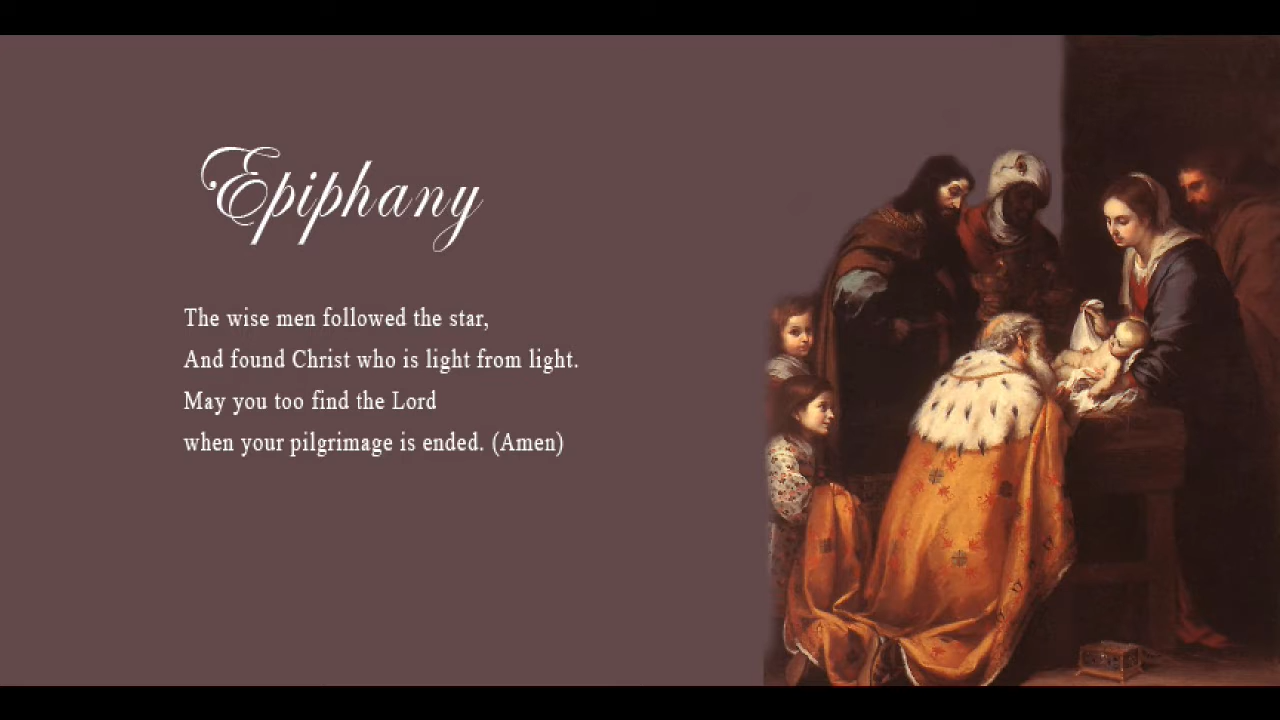 Epiphany
The wise men followed the star,
And found Christ who is light from light.
May you too find the Lord
when your pilgrimage is ended. (Amen)